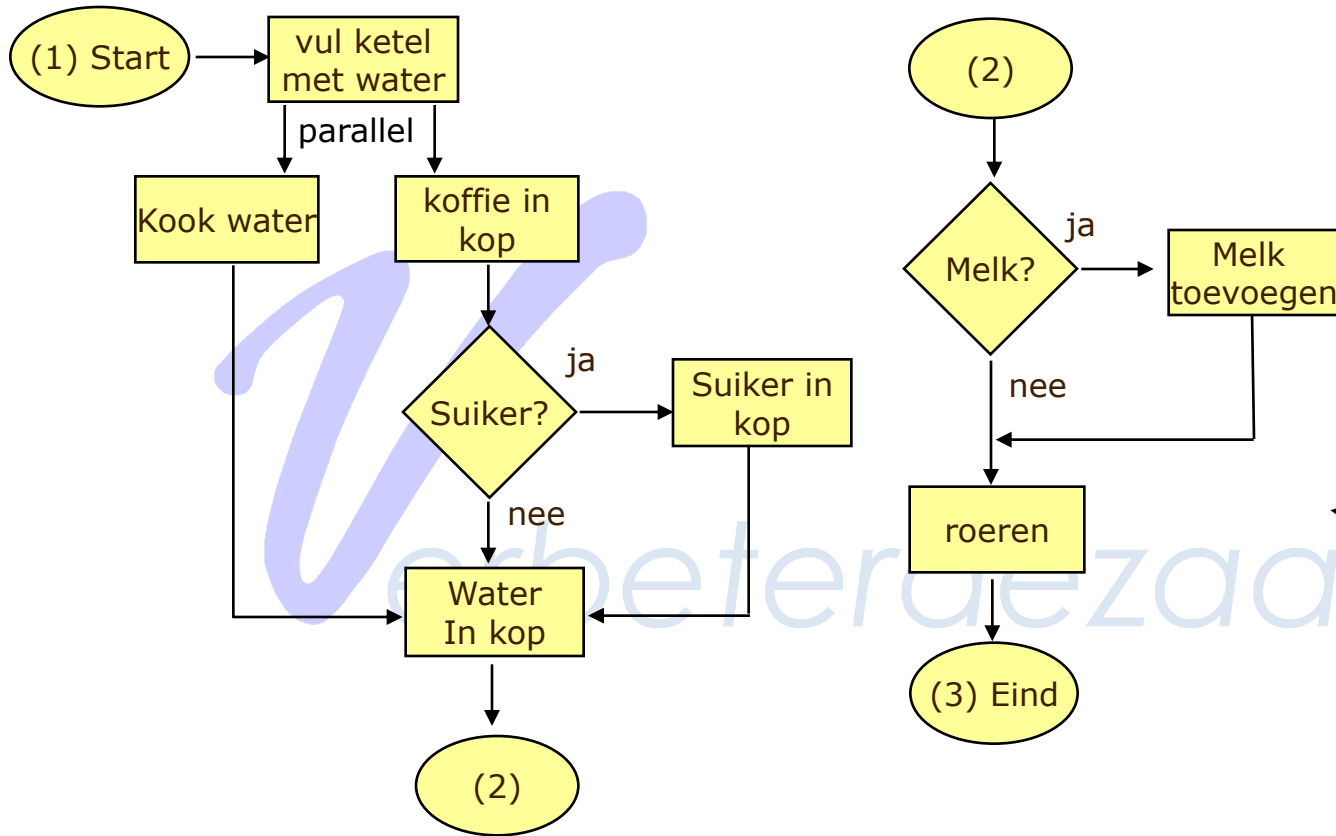 (1) Start
vul ketel
met water
parallel
Kook water
koffie in
kop
Suiker?
ja
Suiker in
kop
nee
Water
In kop
(2)
(2)
Melk?
ja
Melk
toevoegen
nee
roeren
(3) Eind
Verbeterdezaa